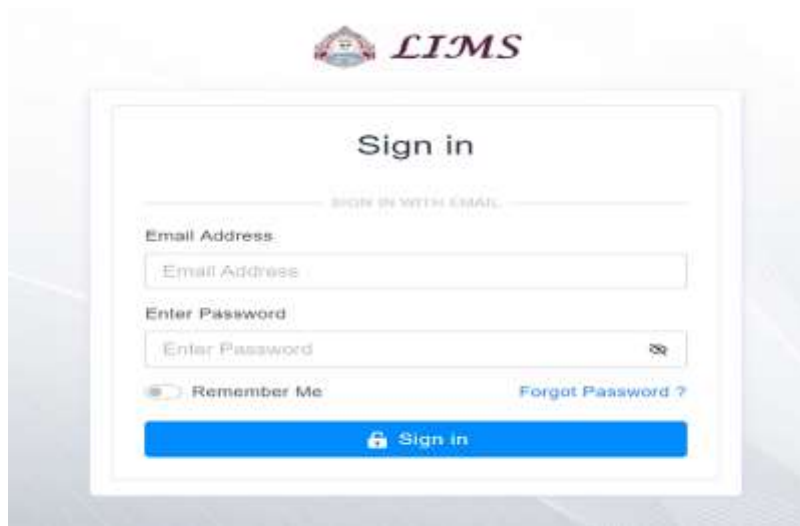 LIMS
Sign in
SIGN IN WITH EMAIL
Email Address
Email Address
Enter Password
Enter Password
Remember Me
Forgot Password ?
Sign in